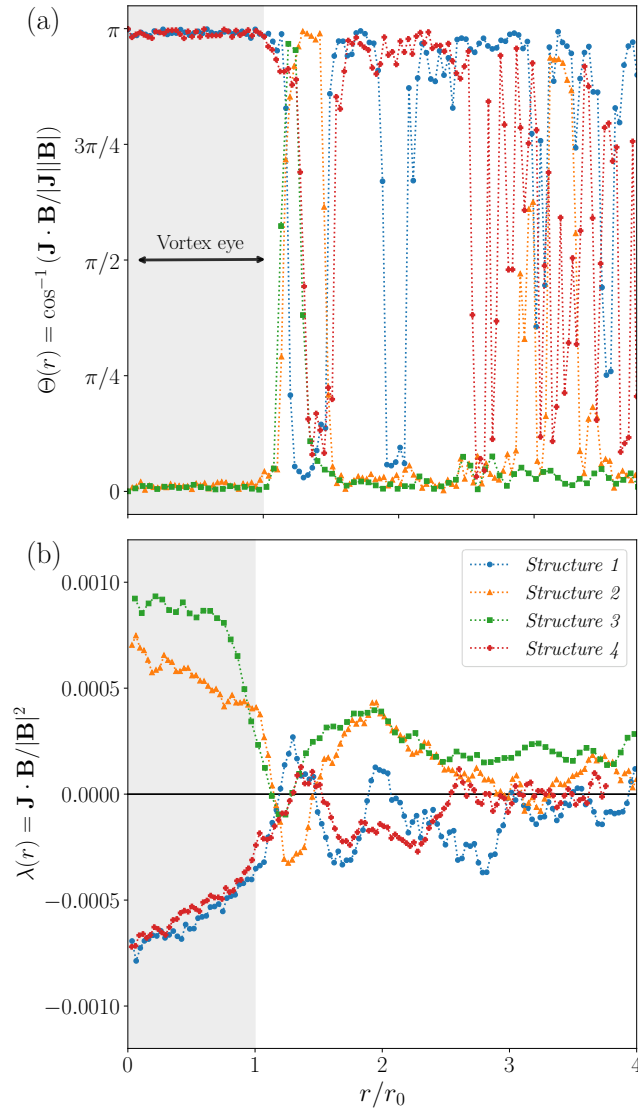 (a)
π
3π/4
π/2
π/4
0
Θ(r) = cos⁻¹(J · B/|J||B|)
Vortex eye
(b)
0.0010
0.0005
0.0000
−0.0005
−0.0010
λ(r) = J · B/|B|²
Structure 1
Structure 2
Structure 3
Structure 4
0
1
2
3
4
r/r₀